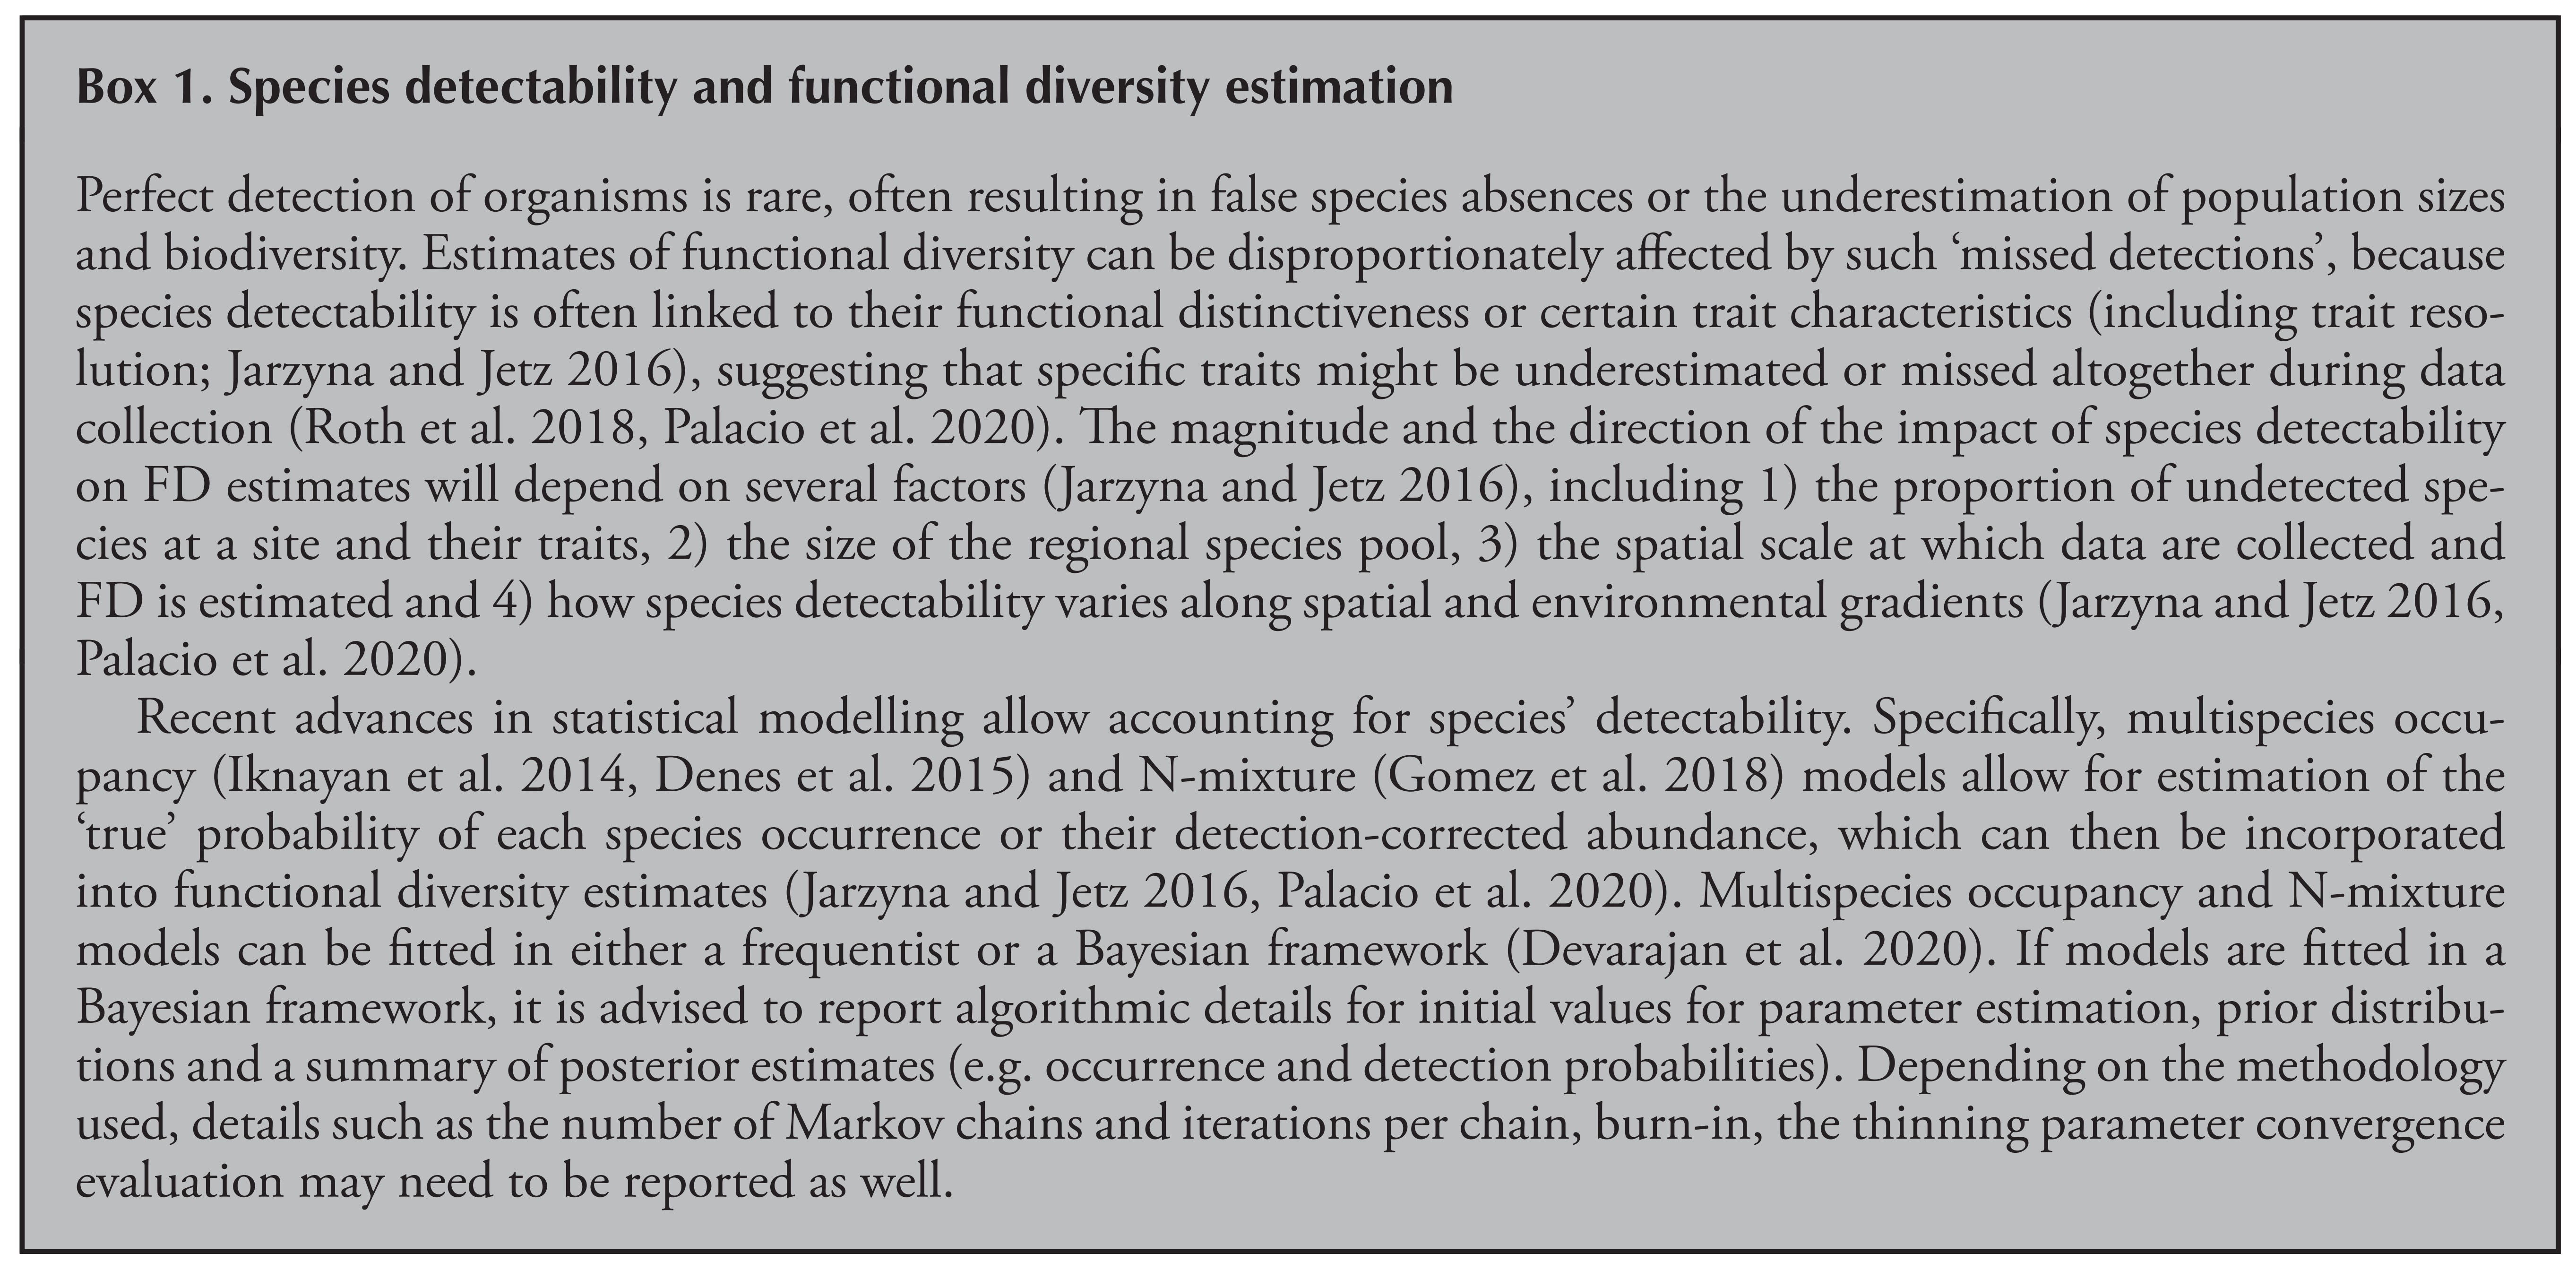 Box 1. Species detectability and functional diversity estimation
Perfect detection of organisms is rare, often resulting in false species absences or the underestimation of population sizes
and biodiversity. Estimates of functional diversity can be disproportionately affected by such ‘missed detections’, because
species detectability is often linked to their functional distinctiveness or certain trait characteristics (including trait reso-
lution; Jarzyna and Jetz 2016), suggesting that specific traits might be underestimated or missed altogether during data
collection (Roth et al. 2018, Palacio et al. 2020). The magnitude and the direction of the impact of species detectability
on FD estimates will depend on several factors (Jarzyna and Jetz 2016), including 1) the proportion of undetected spe-
cies at a site and their traits, 2) the size of the regional species pool, 3) the spatial scale at which data are collected and
FD is estimated and 4) how species detectability varies along spatial and environmental gradients (Jarzyna and Jetz 2016,
Palacio et al. 2020).
Recent advances in statistical modelling allow accounting for species’ detectability. Specifically, multispecies occu-
pancy (Iknayan et al. 2014, Denes et al. 2015) and N-mixture (Gomez et al. 2018) models allow for estimation of the
‘true’ probability of each species occurrence or their detection-corrected abundance, which can then be incorporated
into functional diversity estimates (Jarzyna and Jetz 2016, Palacio et al. 2020). Multispecies occupancy and N-mixture
models can be fitted in either a frequentist or a Bayesian framework (Devarajan et al. 2020). If models are fitted in a
Bayesian framework, it is advised to report algorithmic details for initial values for parameter estimation, prior distribu-
tions and a summary of posterior estimates (e.g. occurrence and detection probabilities). Depending on the methodology
used, details such as the number of Markov chains and iterations per chain, burn-in, the thinning parameter convergence
evaluation may need to be reported as well.